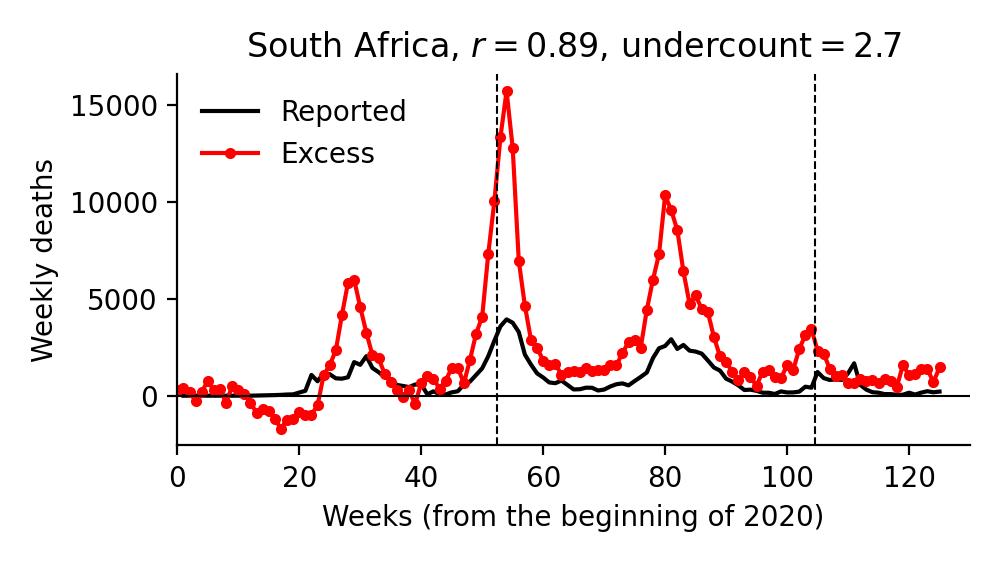 South Africa, r = 0.89, undercount = 2.7
Reported
Excess
Weekly deaths
15000
10000
5000
0
0 20 40 60 80 100 120
Weeks (from the beginning of 2020)